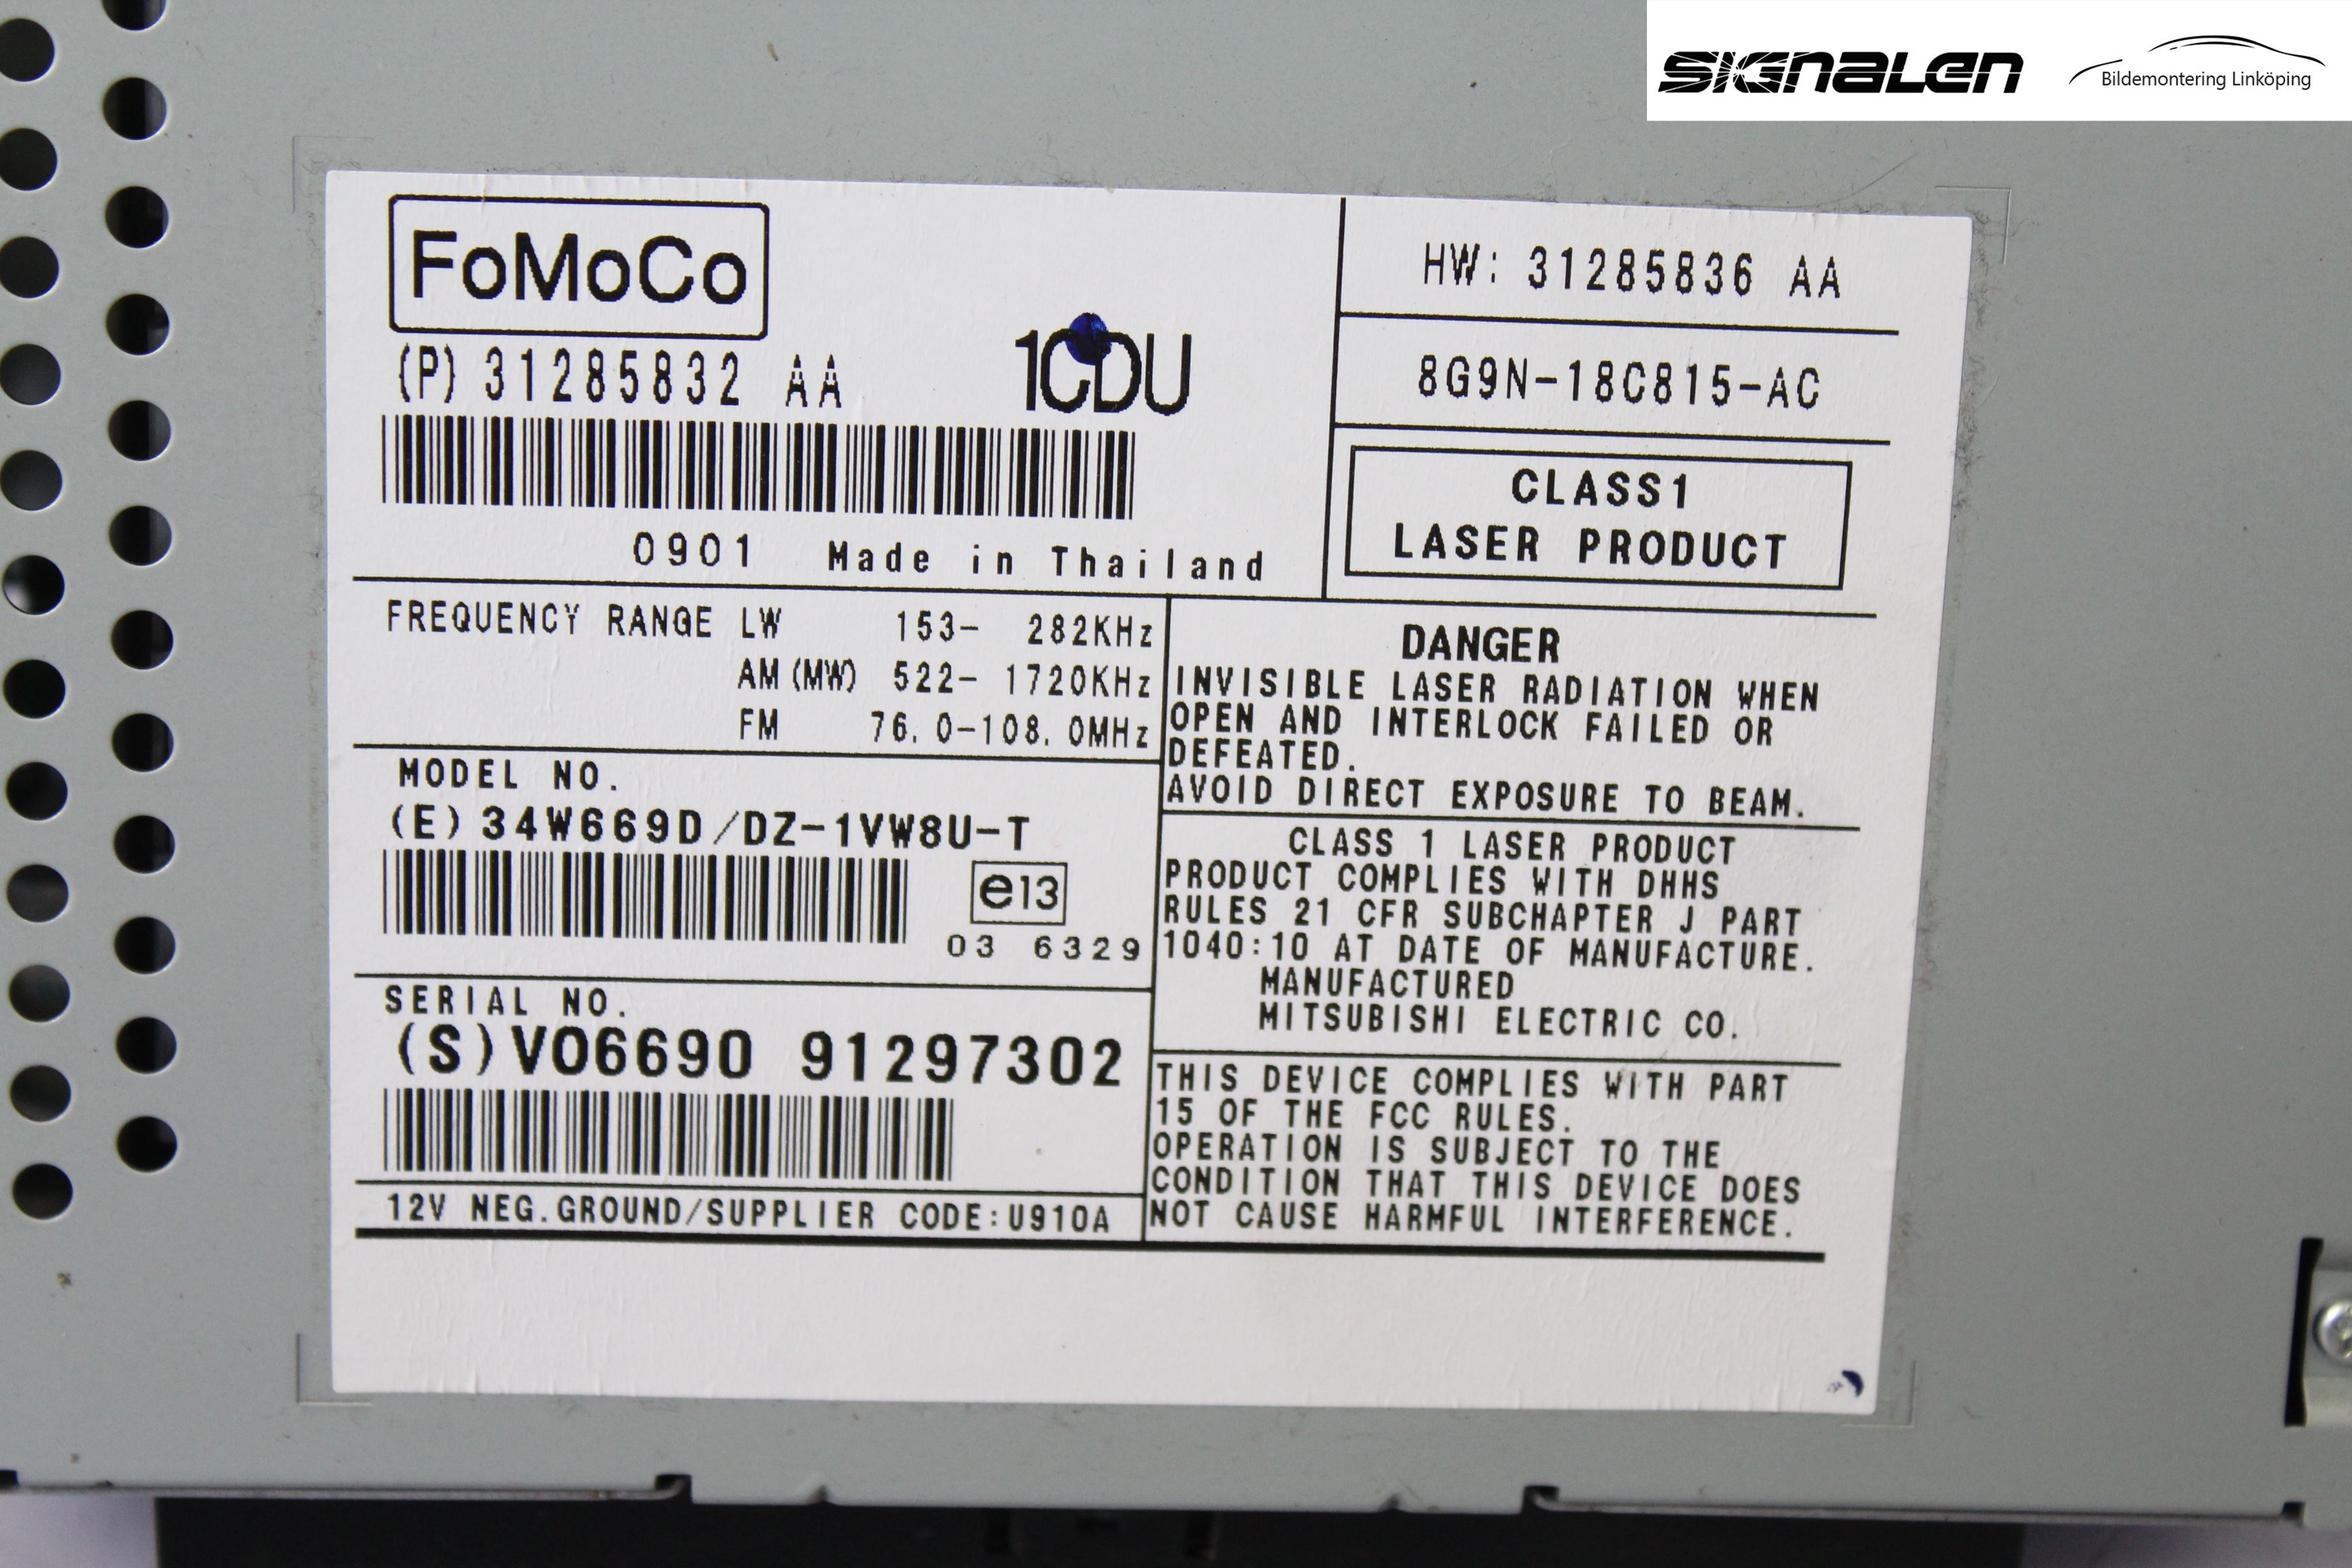 SIGNALEN
Bildemontering Linköping
FoMoCo
(P) 31285832 AA
1CDU
0901 Made in Thailand
HW: 31285836 AA
8G9N-18C815-AC
CLASS1
LASER PRODUCT
FREQUENCY RANGE LW 153- 282KHz
AM (MW) 522- 1720KHz
FM 76.0-108.0MHz
MODEL NO.
(E) 34W669D/DZ-1VW8U-T
e13
03 6329
SERIAL NO.
(S) VO6690 91297302
12V NEG.GROUND/SUPPLIER CODE:U910A
DANGER
INVISIBLE LASER RADIATION WHEN
OPEN AND INTERLOCK FAILED OR
DEFEATED.
AVOID DIRECT EXPOSURE TO BEAM.
CLASS 1 LASER PRODUCT
PRODUCT COMPLIES WITH DHHS
RULES 21 CFR SUBCHAPTER J PART
1040:10 AT DATE OF MANUFACTURE.
MANUFACTURED
MITSUBISHI ELECTRIC CO.
THIS DEVICE COMPLIES WITH PART
15 OF THE FCC RULES.
OPERATION IS SUBJECT TO THE
CONDITION THAT THIS DEVICE DOES
NOT CAUSE HARMFUL INTERFERENCE.